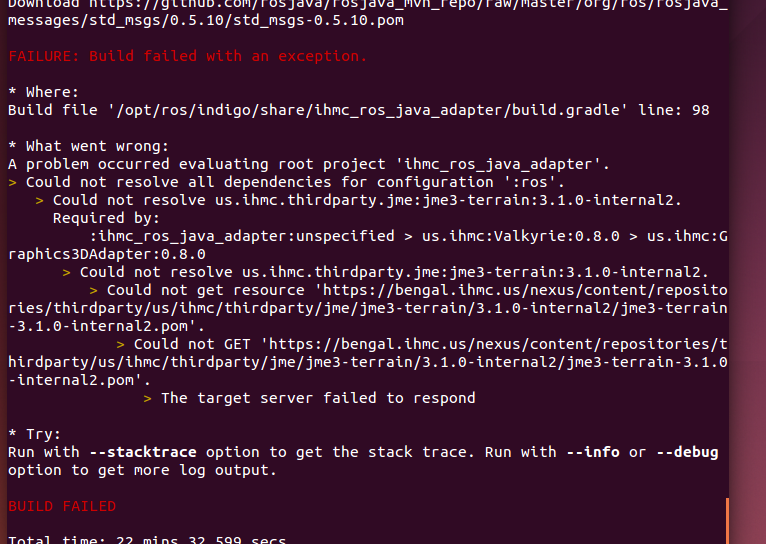 Download https://github.com/rosjava/rosjava_mvn_repo/raw/master/org/ros/rosjava_
messages/std_msgs/0.5.10/std_msgs-0.5.10.pom
FAILURE: Build failed with an exception.
* Where:
Build file '/opt/ros/indigo/share/ihmc_ros_java_adapter/build.gradle' line: 98
* What went wrong:
A problem occurred evaluating root project 'ihmc_ros_java_adapter'.
> Could not resolve all dependencies for configuration ':ros'.
> Could not resolve us.ihmc.thirdparty.jme:jme3-terrain:3.1.0-internal2.
Required by:
:ihmc_ros_java_adapter:unspecified > us.ihmc:Valkyrie:0.8.0 > us.ihmc:G
raphics3DAdapter:0.8.0
> Could not resolve us.ihmc.thirdparty.jme:jme3-terrain:3.1.0-internal2.
> Could not get resource 'https://bengal.ihmc.us/nexus/content/reposito
ries/thirdparty/us/ihmc/thirdparty/jme/jme3-terrain/3.1.0-internal2/jme3-terrain
-3.1.0-internal2.pom'.
> Could not GET 'https://bengal.ihmc.us/nexus/content/repositories/t
hirdparty/us/ihmc/thirdparty/jme/jme3-terrain/3.1.0-internal2/jme3-terrain-3.1.0
-internal2.pom'.
> The target server failed to respond
* Try:
Run with --stacktrace option to get the stack trace. Run with --info or --debug
option to get more log output.
BUILD FAILED
Total time: 22 mins 32.599 secs